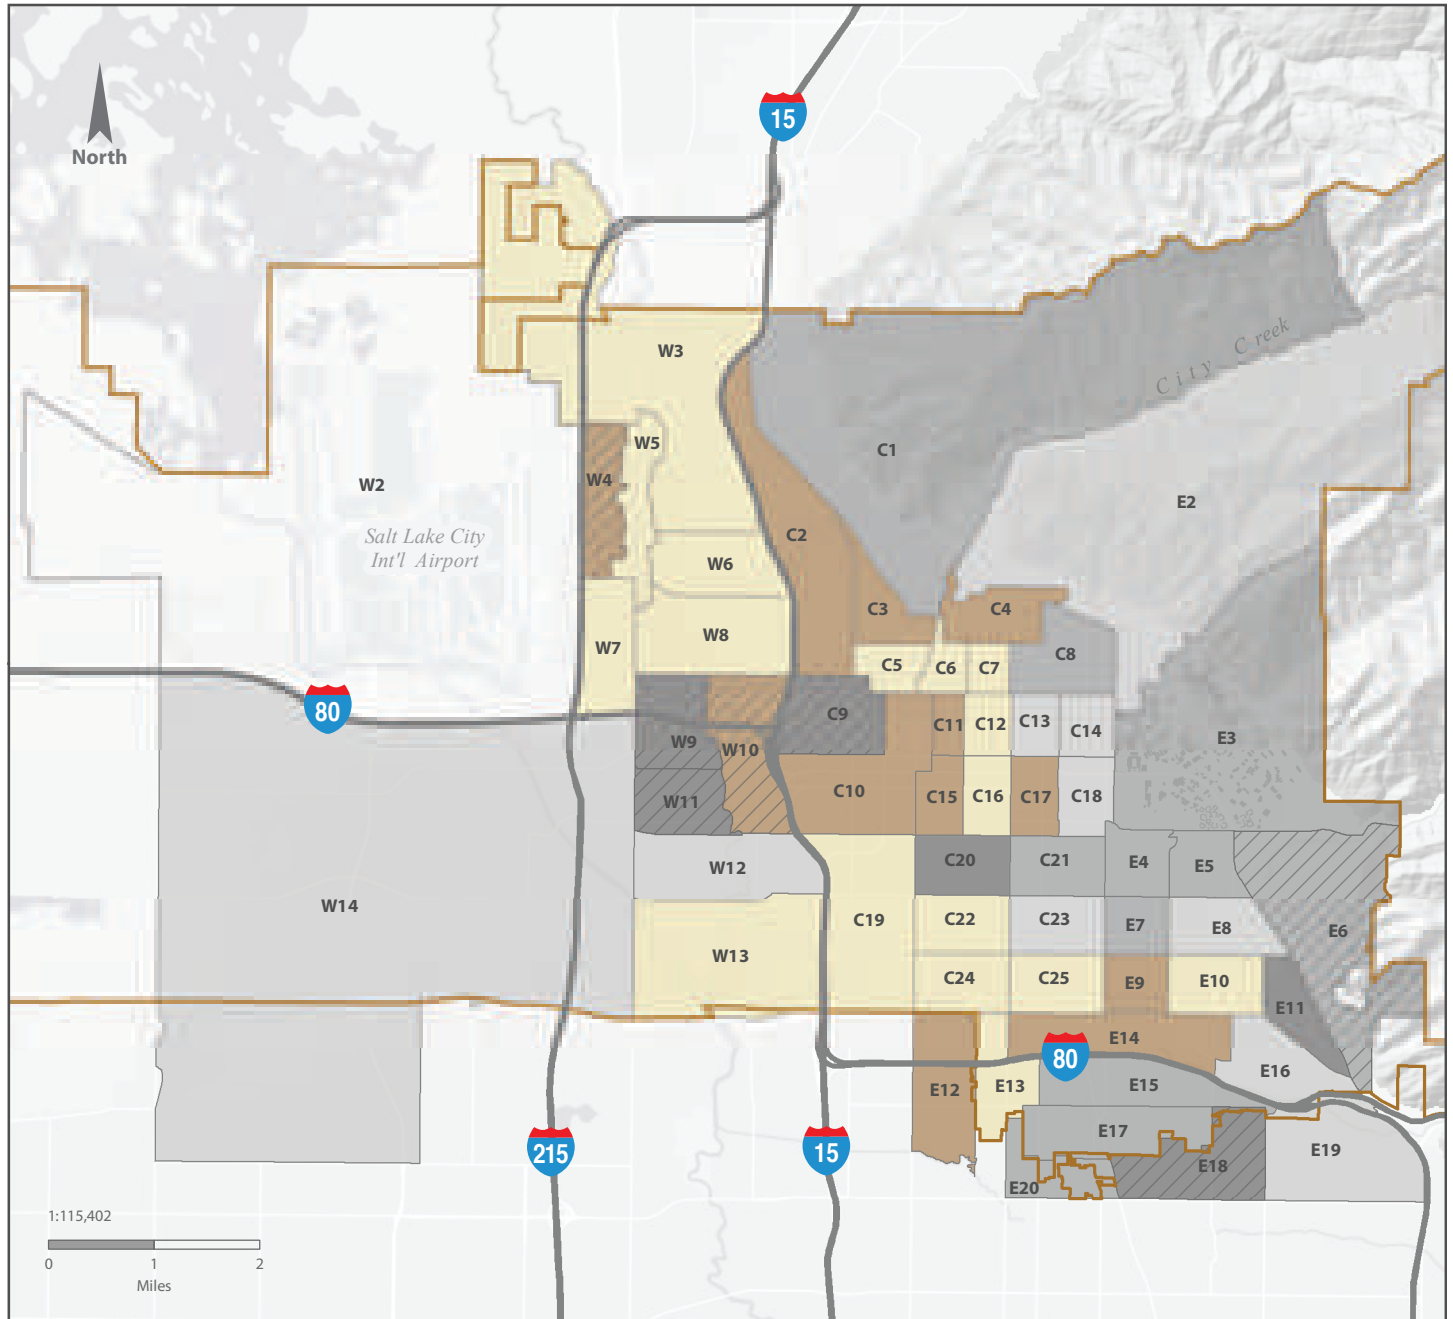 15
North
City Creek
W3
W5
C1
W4
W2
E2
Salt Lake City
Int'l Airport
C2
W6
C3
C4
W8
W7
C5
C6
C7
C8
80
C9
C11
C12
C13
C14
E3
W9
W10
W11
C10
C15
C16
C17
C18
W12
C20
C21
E4
E5
W14
C19
C22
C23
E7
E8
E6
W13
C24
C25
E9
E10
E11
E14
80
E16
E12
E13
E15
215
15
E17
E19
E18
E20
1:115,402
0 1 2
Miles